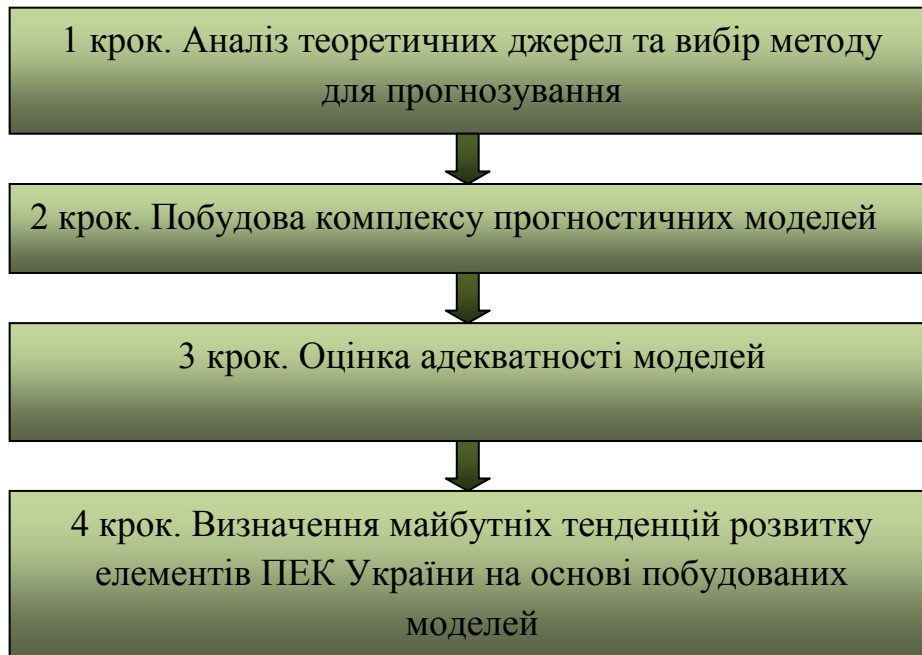 1 крок. Аналіз теоретичних джерел та вибір методу
для прогнозування
2 крок. Побудова комплексу прогностичних моделей
3 крок. Оцінка адекватності моделей
4 крок. Визначення майбутніх тенденцій розвитку
елементів ПЕК України на основі побудованих
моделей